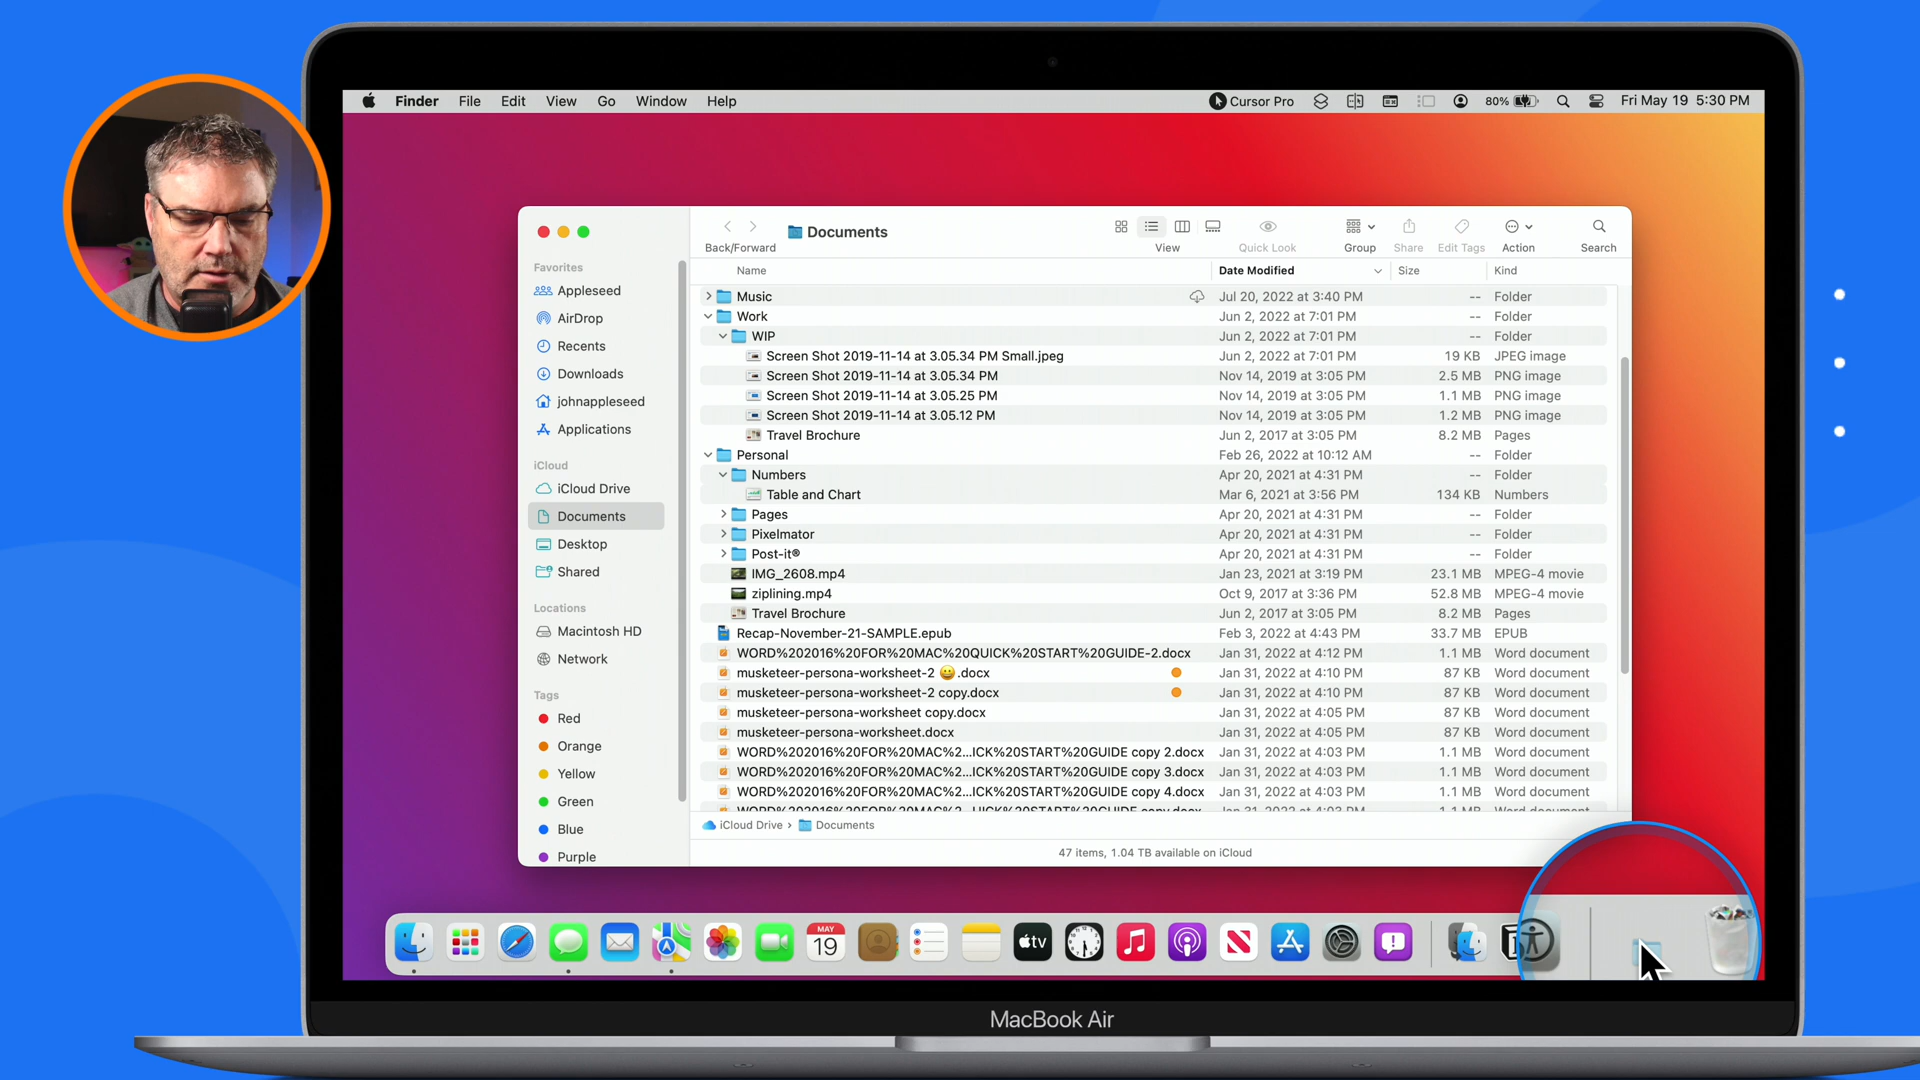 Finder File Edit View Go Window Help
Cursor Pro 80% Fri May 19 5:30 PM
Documents
Back/Forward View Quick Look Group Share Edit Tags Action Search
Favorites
Appleseed
AirDrop
Recents
Downloads
johnappleseed
Applications
iCloud
iCloud Drive
Documents
Desktop
Shared
Locations
Macintosh HD
Network
Tags
Red
Orange
Yellow
Green
Blue
Purple
Name Date Modified Size Kind
Music Jul 20, 2022 at 3:40 PM -- Folder
Work Jun 2, 2022 at 7:01 PM -- Folder
WIP Jun 2, 2022 at 7:01 PM -- Folder
Screen Shot 2019-11-14 at 3.05.34 PM Small.jpeg Jun 2, 2022 at 7:01 PM 19 KB JPEG image
Screen Shot 2019-11-14 at 3.05.34 PM Nov 14, 2019 at 3:05 PM 2.5 MB PNG image
Screen Shot 2019-11-14 at 3.05.25 PM Nov 14, 2019 at 3:05 PM 1.1 MB PNG image
Screen Shot 2019-11-14 at 3.05.12 PM Nov 14, 2019 at 3:05 PM 1.2 MB PNG image
Travel Brochure Jun 2, 2017 at 3:05 PM 8.2 MB Pages
Personal Feb 26, 2022 at 10:12 AM -- Folder
Numbers Apr 20, 2021 at 4:31 PM -- Folder
Table and Chart Mar 6, 2021 at 3:56 PM 134 KB Numbers
Pages Apr 20, 2021 at 4:31 PM -- Folder
Pixelmator Apr 20, 2021 at 4:31 PM -- Folder
Post-it® Apr 20, 2021 at 4:31 PM -- Folder
IMG_2608.mp4 Jan 23, 2021 at 3:19 PM 23.1 MB MPEG-4 movie
ziplining.mp4 Oct 9, 2017 at 3:36 PM 52.8 MB MPEG-4 movie
Travel Brochure Jun 2, 2017 at 3:05 PM 8.2 MB Pages
Recap-November-21-SAMPLE.epub Feb 3, 2022 at 4:43 PM 33.7 MB EPUB
WORD%202016%20FOR%20MAC%20QUICK%20START%20GUIDE-2.docx Jan 31, 2022 at 4:12 PM 1.1 MB Word document
musketeer-persona-worksheet-2 😀.docx Jan 31, 2022 at 4:10 PM 87 KB Word document
musketeer-persona-worksheet-2 copy.docx Jan 31, 2022 at 4:10 PM 87 KB Word document
musketeer-persona-worksheet copy.docx Jan 31, 2022 at 4:05 PM 87 KB Word document
musketeer-persona-worksheet.docx Jan 31, 2022 at 4:05 PM 87 KB Word document
WORD%202016%20FOR%20MAC%2...ICK%20START%20GUIDE copy 2.docx Jan 31, 2022 at 4:03 PM 1.1 MB Word document
WORD%202016%20FOR%20MAC%2...ICK%20START%20GUIDE copy 3.docx Jan 31, 2022 at 4:03 PM 1.1 MB Word document
WORD%202016%20FOR%20MAC%2...ICK%20START%20GUIDE copy 4.docx Jan 31, 2022 at 4:03 PM 1.1 MB Word document
WORD%202016%20FOR%20MAC%2...UICK%20START%20GUIDE copy.docx Jan 31, 2022 at 4:03 PM 1.1 MB Word document
iCloud Drive › Documents
47 items, 1.04 TB available on iCloud
MAY
19
tv
MacBook Air